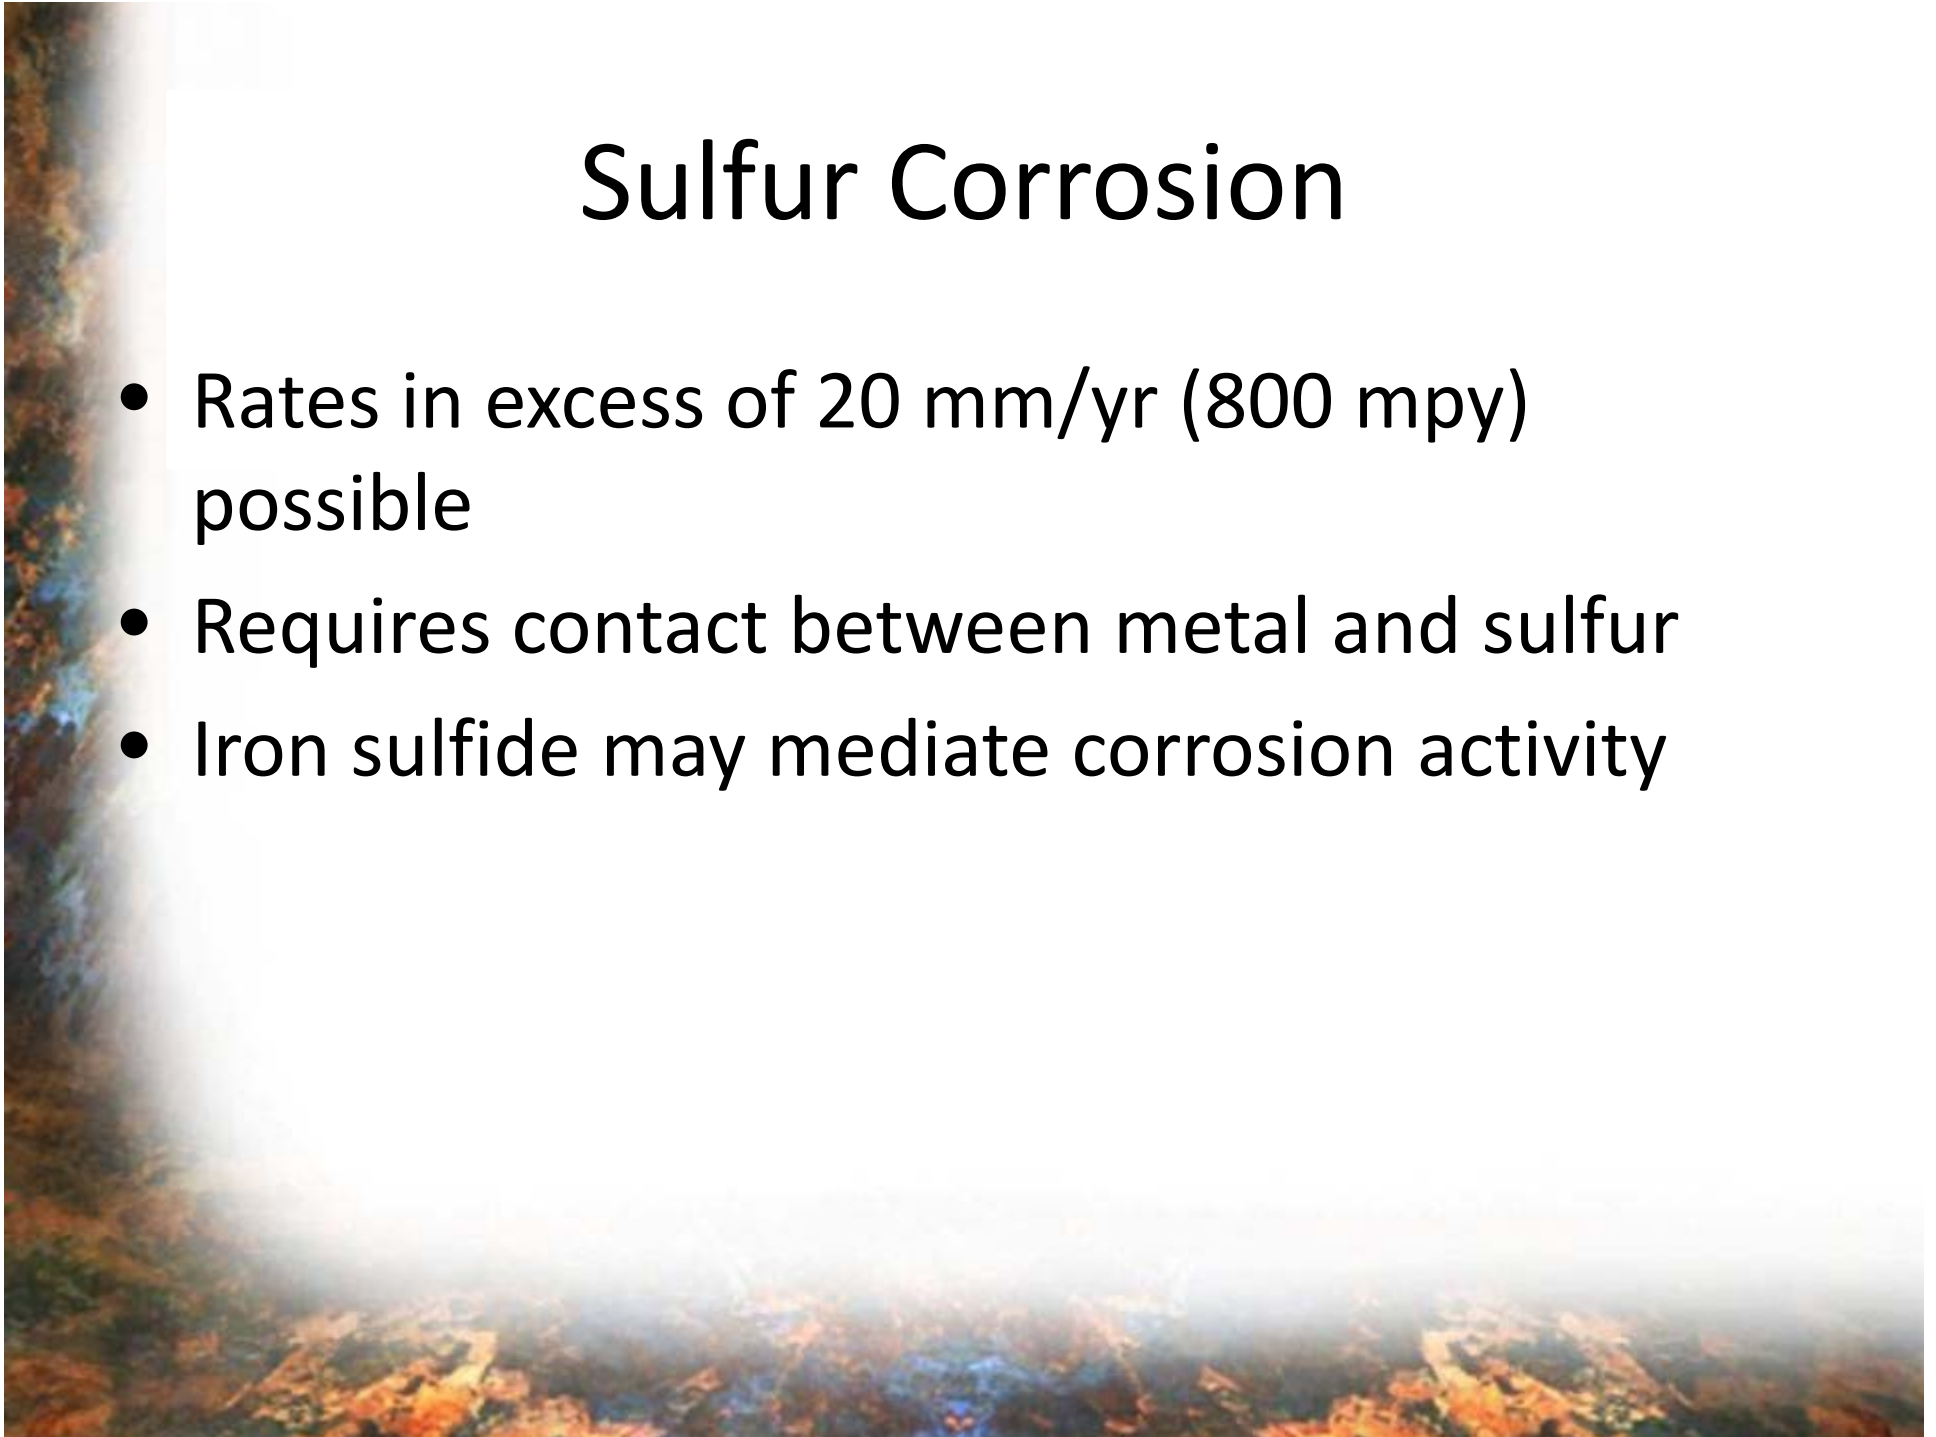 Sulfur Corrosion
• Rates in excess of 20 mm/yr (800 mpy)
possible
• Requires contact between metal and sulfur
• Iron sulfide may mediate corrosion activity